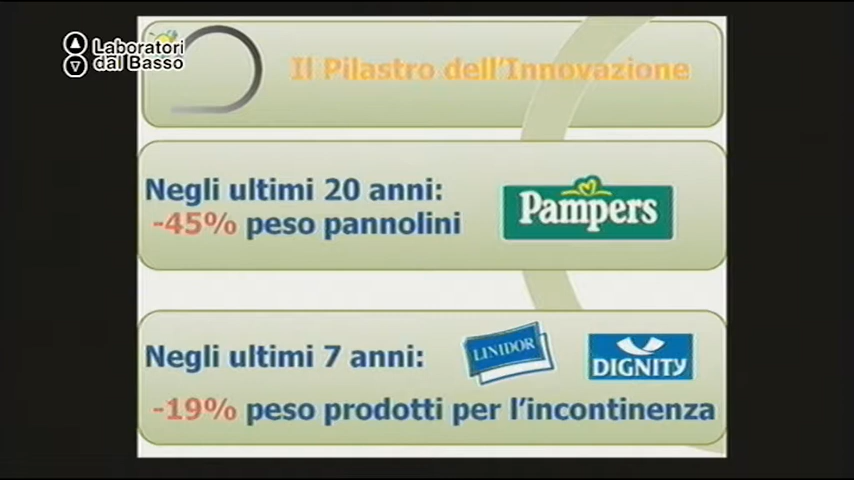 Laboratori
dal Basso
Il Pilastro dell'Innovazione
Negli ultimi 20 anni:
-45% peso pannolini
Pampers
Negli ultimi 7 anni:
LINIDOR
DIGNITY
-19% peso prodotti per l'incontinenza